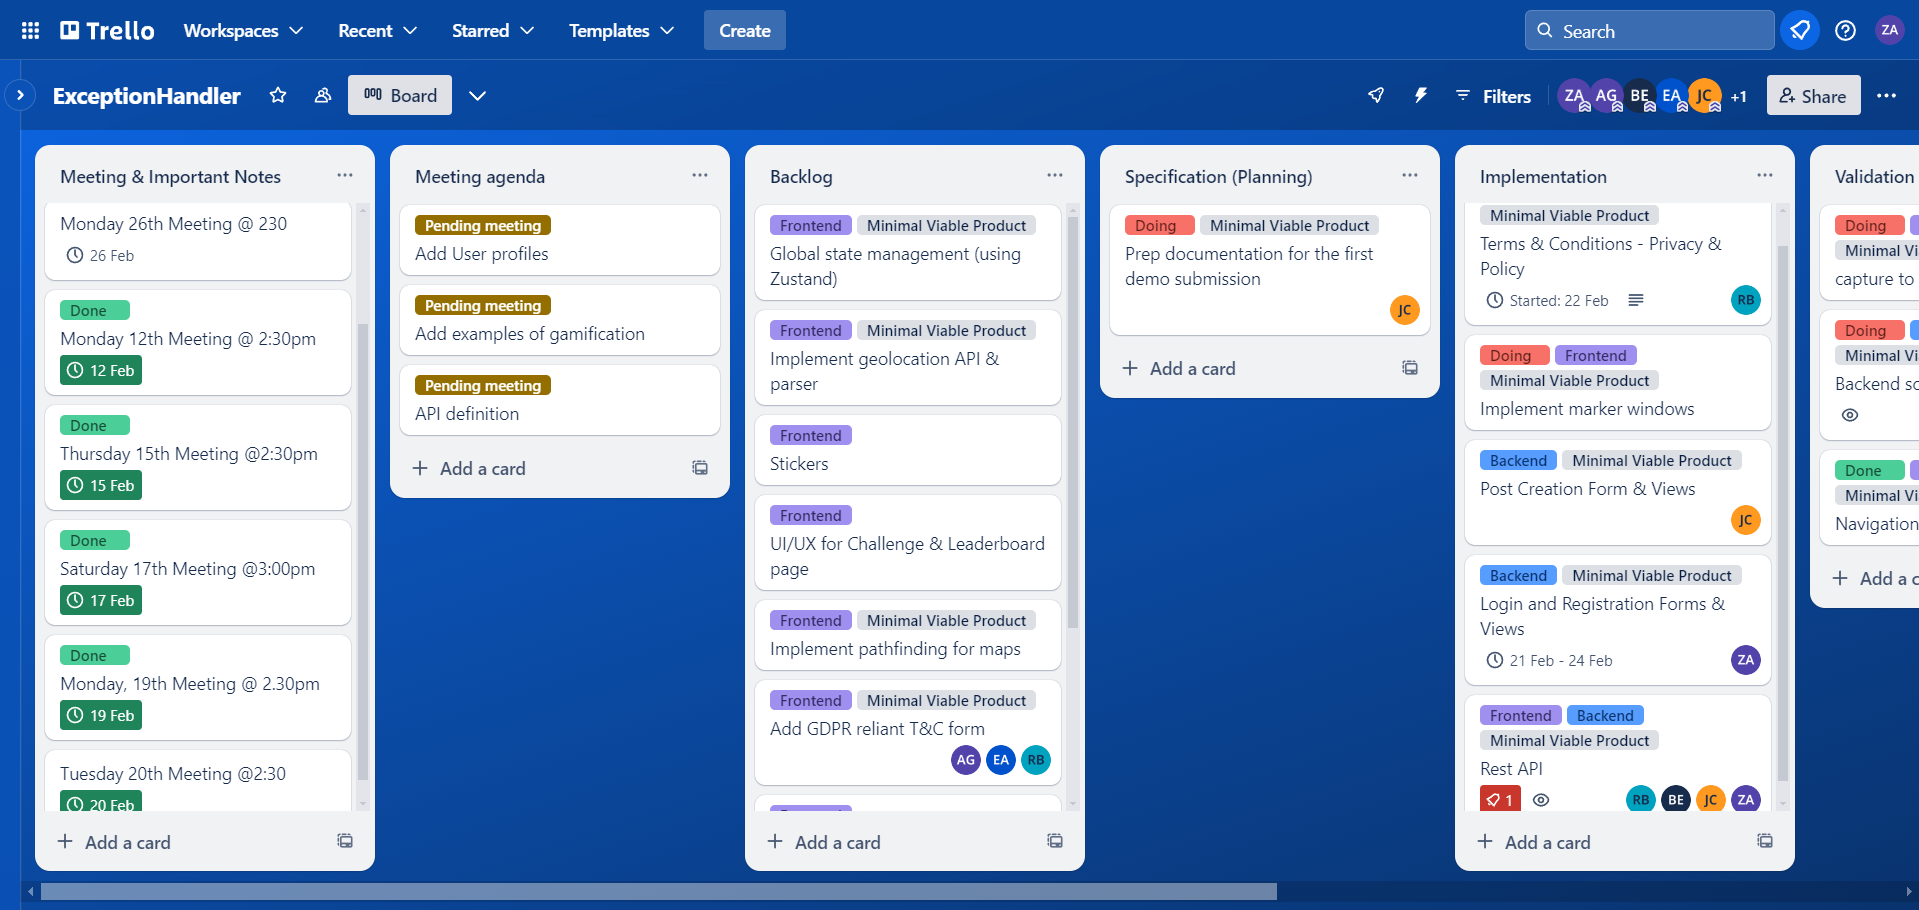 Trello Workspaces Recent Starred Templates Create Search ZA
ExceptionHandler Board Filters ZA AG BE EA JC +1 Share
Meeting & Important Notes
Monday 26th Meeting @ 230
26 Feb
Done
Monday 12th Meeting @ 2:30pm
12 Feb
Done
Thursday 15th Meeting @2:30pm
15 Feb
Done
Saturday 17th Meeting @3:00pm
17 Feb
Done
Monday, 19th Meeting @ 2.30pm
19 Feb
Tuesday 20th Meeting @2:30
20 Feb
Add a card
Meeting agenda
Pending meeting
Add User profiles
Pending meeting
Add examples of gamification
Pending meeting
API definition
Add a card
Backlog
Frontend Minimal Viable Product
Global state management (using
Zustand)
Frontend Minimal Viable Product
Implement geolocation API &
parser
Frontend
Stickers
Frontend
UI/UX for Challenge & Leaderboard
page
Frontend Minimal Viable Product
Implement pathfinding for maps
Frontend Minimal Viable Product
Add GDPR reliant T&C form
AG EA RB
Add a card
Specification (Planning)
Doing Minimal Viable Product
Prep documentation for the first
demo submission
JC
Add a card
Implementation
Minimal Viable Product
Terms & Conditions - Privacy &
Policy
Started: 22 Feb RB
Doing Frontend
Minimal Viable Product
Implement marker windows
Backend Minimal Viable Product
Post Creation Form & Views
JC
Backend Minimal Viable Product
Login and Registration Forms &
Views
21 Feb - 24 Feb ZA
Frontend Backend
Minimal Viable Product
Rest API
1 RB BE JC ZA
Add a card
Validation
Doing
Minimal Vi
capture to
Doing
Minimal Vi
Backend sc
Done
Minimal Vi
Navigation
Add a c